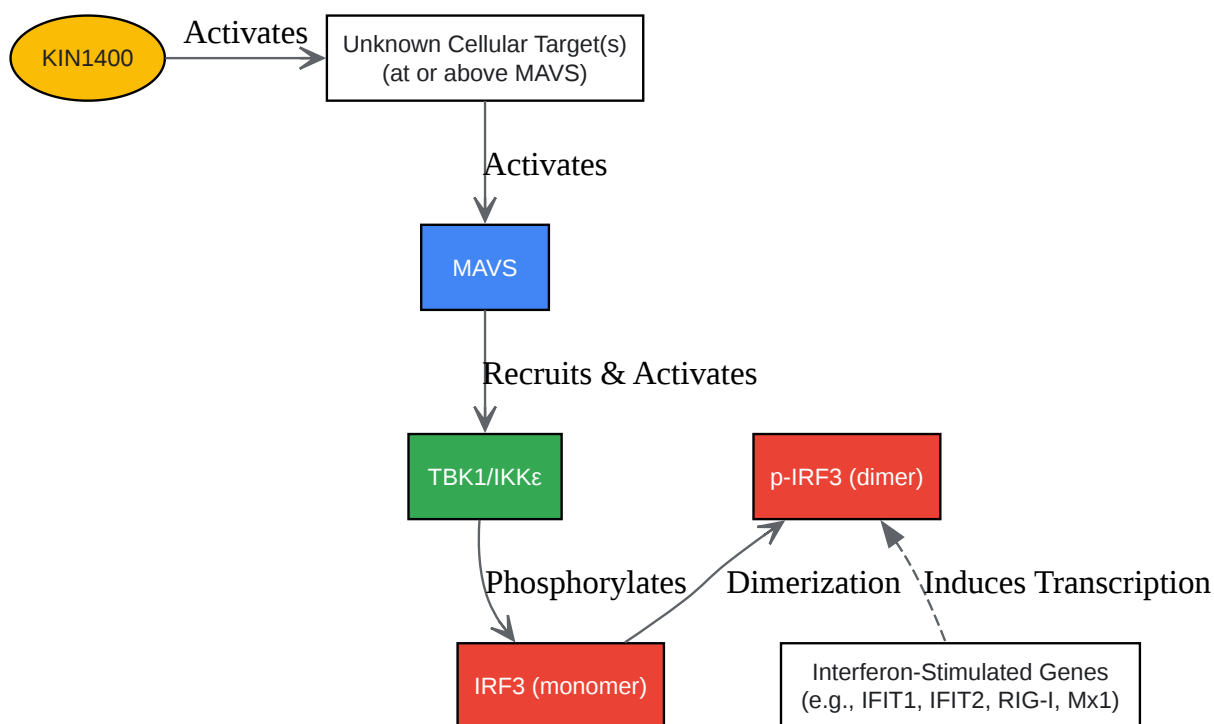 KIN1400
Activates
Unknown Cellular Target(s)
(at or above MAVS)
Activates
MAVS
Recruits & Activates
TBK1/IKKε
p-IRF3 (dimer)
Phosphorylates
Dimerization
Induces Transcription
IRF3 (monomer)
Interferon-Stimulated Genes
(e.g., IFIT1, IFIT2, RIG-I, Mx1)